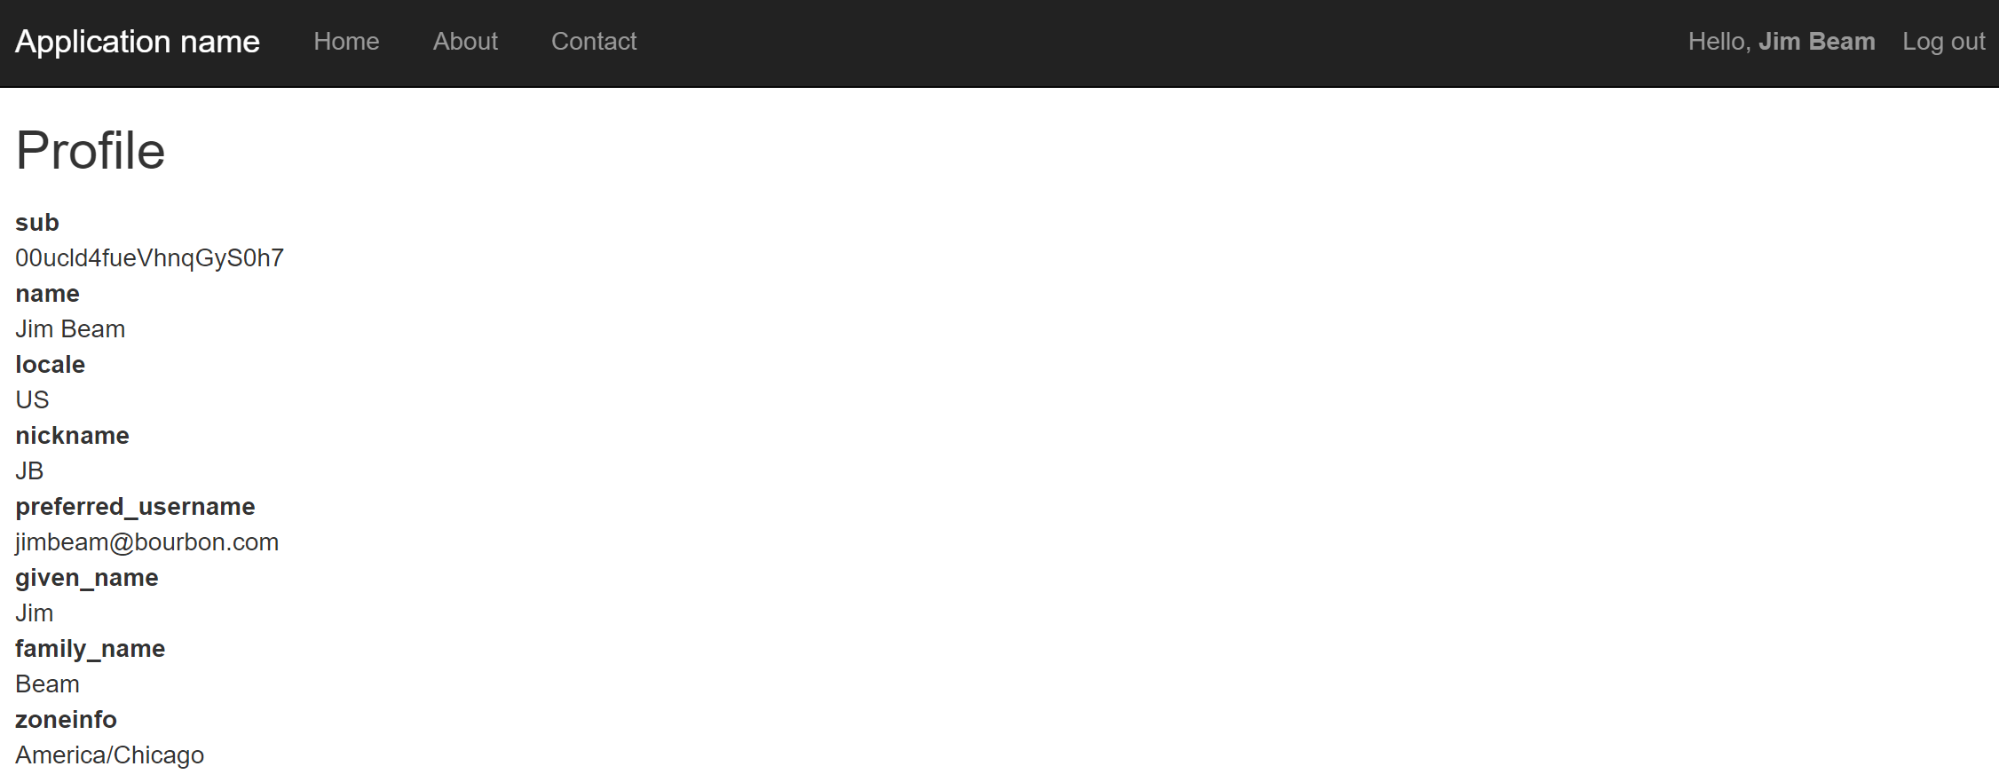 Application name Home About Contact Hello, Jim Beam Log out
Profile
sub
00ucld4fueVhnqGyS0h7
name
Jim Beam
locale
US
nickname
JB
preferred_username
jimbeam@bourbon.com
given_name
Jim
family_name
Beam
zoneinfo
America/Chicago